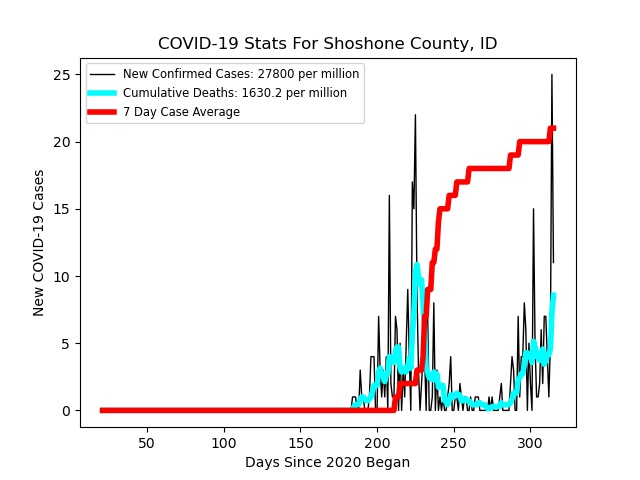 COVID-19 Stats For Shoshone County, ID
New Confirmed Cases: 27800 per million
Cumulative Deaths: 1630.2 per million
7 Day Case Average
New COVID-19 Cases
25
20
15
10
5
0
50 100 150 200 250 300
Days Since 2020 Began